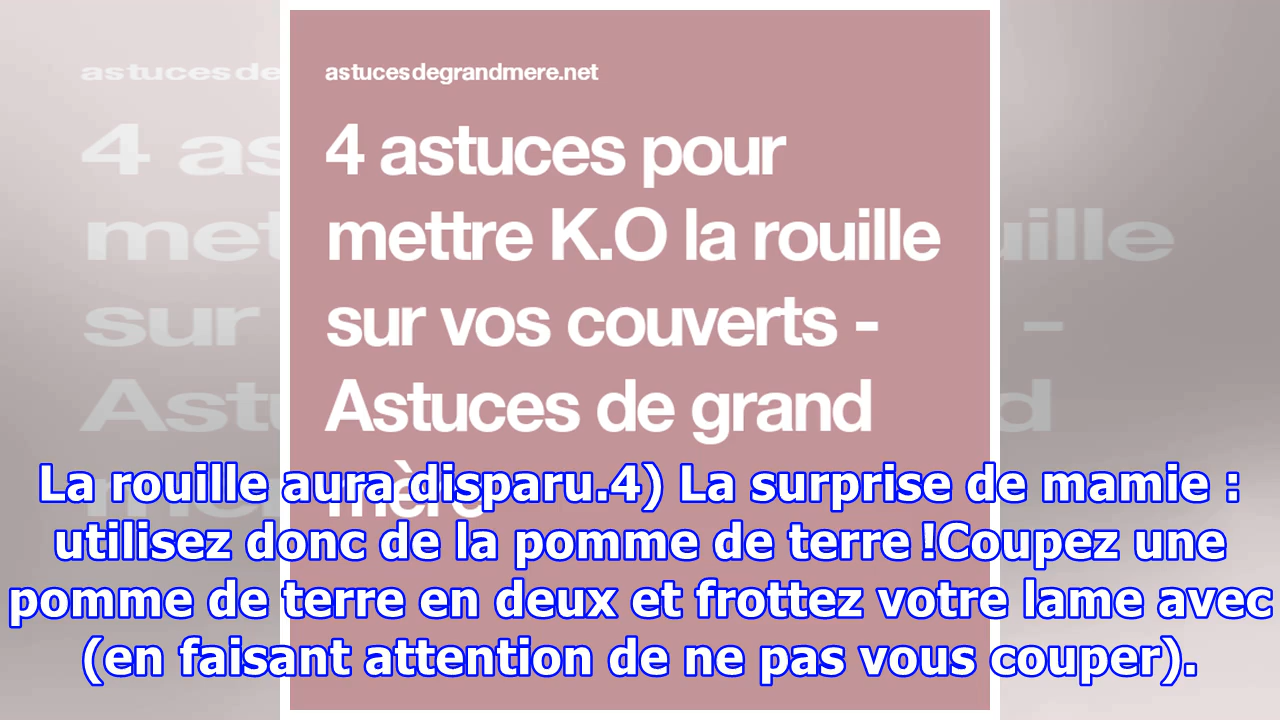 astucesdegrandmere.net
4 astuces pour
mettre K.O la rouille
sur vos couverts -
Astuces de grand
mère
La rouille aura disparu.4) La surprise de mamie :
utilisez donc de la pomme de terre !Coupez une
pomme de terre en deux et frottez votre lame avec
(en faisant attention de ne pas vous couper).